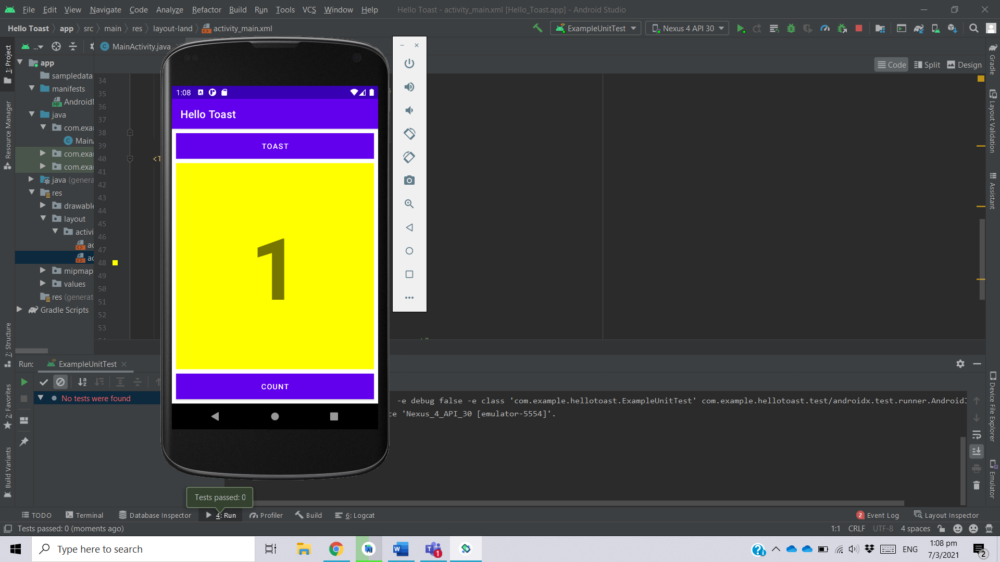 File Edit View Navigate Code Analyze Refactor Build Run Tools VCS Window Help Hello Toast - activity_main.xml [Hello_Toast.app] - Android Studio
Hello Toast app src main res layout-land activity_main.xml ExampleUnitTest Nexus 4 API 30
... MainActivity.java
Code Split Design
1: Project
Resource Manager
7: Structure
2: Favorites
Build Variants
app
sampledata
manifests
java
com.exar
com.exar
com.exar
java (genera
res
drawable
layout
activi
ac
ac
mipmap
values
res (generat
Gradle Scripts
34
35
36
37
38
39
40 <T
41
42
43
44
45
46
47
48
49
50
51
52
53
1:08
Hello Toast
TOAST
1
COUNT
Gradle
Layout Validation
Assistant
Device File Explorer
Emulator
Run: ExampleUnitTest
No tests were found
-e debug false -e class 'com.example.hellotoast.ExampleUnitTest' com.example.hellotoast.test/androidx.test.runner.AndroidJ
ce 'Nexus_4_API_30 [emulator-5554]'.
Tests passed: 0
TODO Terminal Database Inspector 4: Run Profiler Build 6: Logcat 2 Event Log Layout Inspector
Tests passed: 0 (moments ago) 1:1 CRLF UTF-8 4 spaces
Type here to search ENG 1:08 pm
7/3/2021
1
2